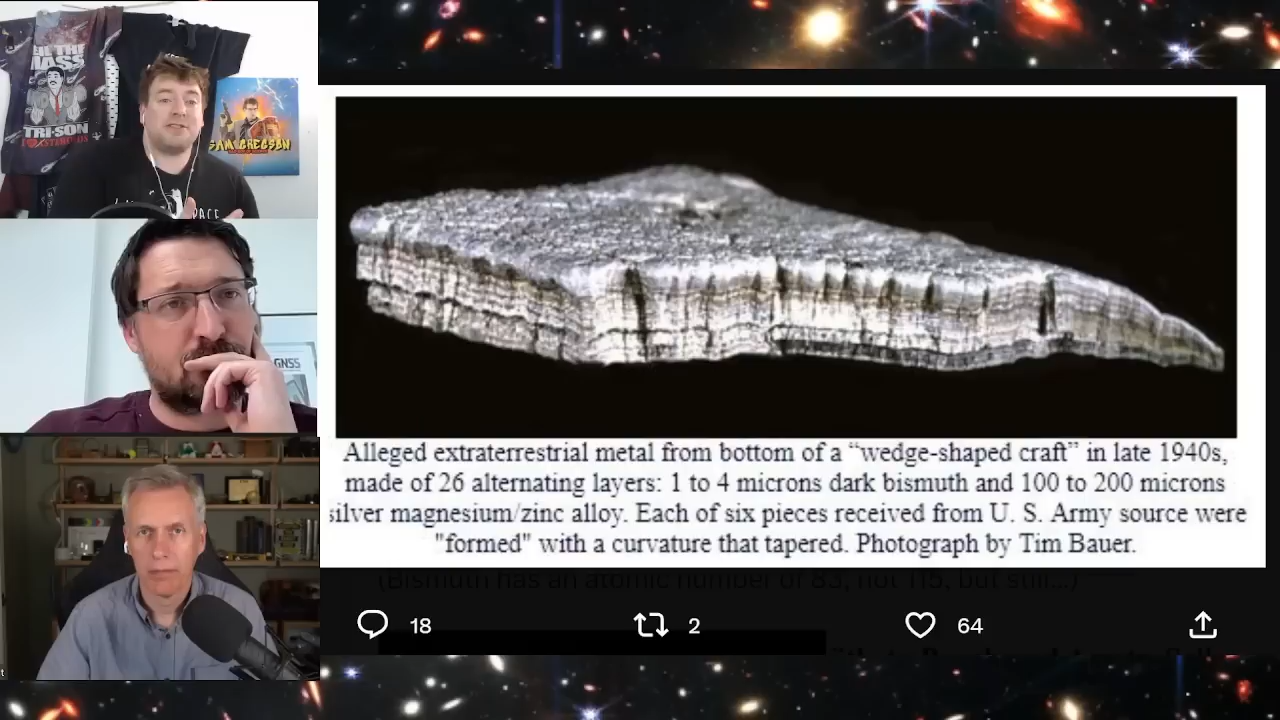 TRI-SON
SAM GREGSON
GNSS
Alleged extraterrestrial metal from bottom of a “wedge-shaped craft” in late 1940s,
made of 26 alternating layers: 1 to 4 microns dark bismuth and 100 to 200 microns
silver magnesium/zinc alloy. Each of six pieces received from U. S. Army source were
"formed" with a curvature that tapered. Photograph by Tim Bauer.
(Bismuth has an atomic number of 83, not 115, but still...)
18
2
64